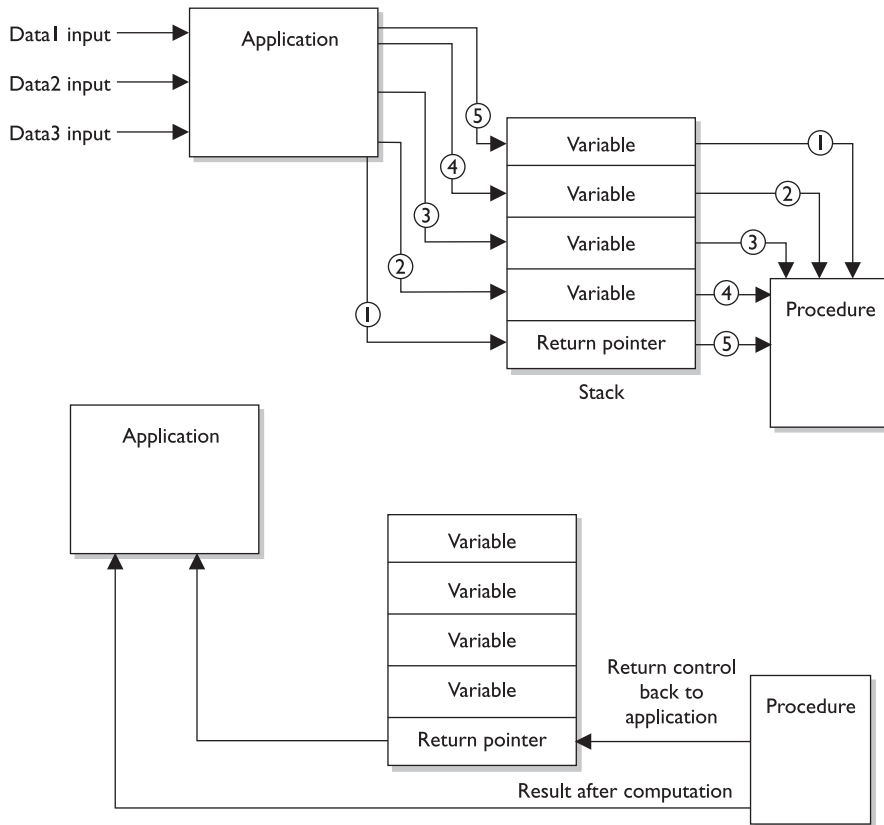 Data1 input
Application
Data2 input
Data3 input
5
4
3
2
1
Variable
1
Variable
2
Variable
3
Variable
4
Return pointer
5
Procedure
Stack
Application
Variable
Variable
Variable
Variable
Return pointer
Return control
back to
application
Procedure
Result after computation